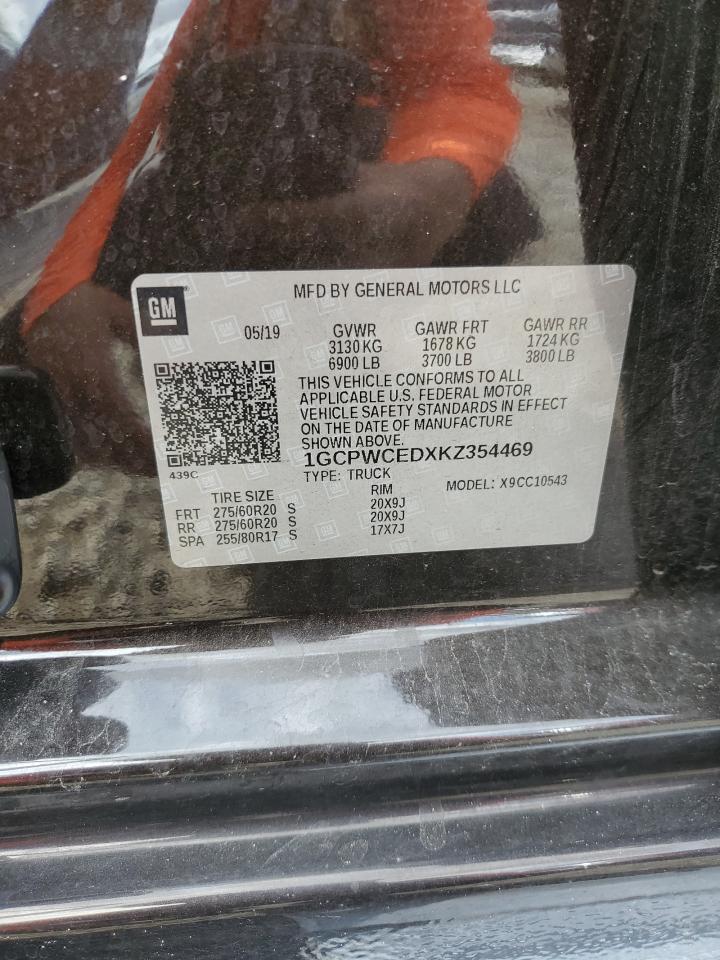 GM
MFD BY GENERAL MOTORS LLC
05/19 GVWR GAWR FRT GAWR RR
3130 KG 1678 KG 1724 KG
6900 LB 3700 LB 3800 LB
THIS VEHICLE CONFORMS TO ALL
APPLICABLE U.S. FEDERAL MOTOR
VEHICLE SAFETY STANDARDS IN EFFECT
ON THE DATE OF MANUFACTURE
SHOWN ABOVE.
1GCPWCEDXKZ354469
439C TYPE: TRUCK MODEL: X9CC10543
TIRE SIZE RIM
FRT 275/60R20 S 20X9J
RR 275/60R20 S 20X9J
SPA 255/80R17 S 17X7J